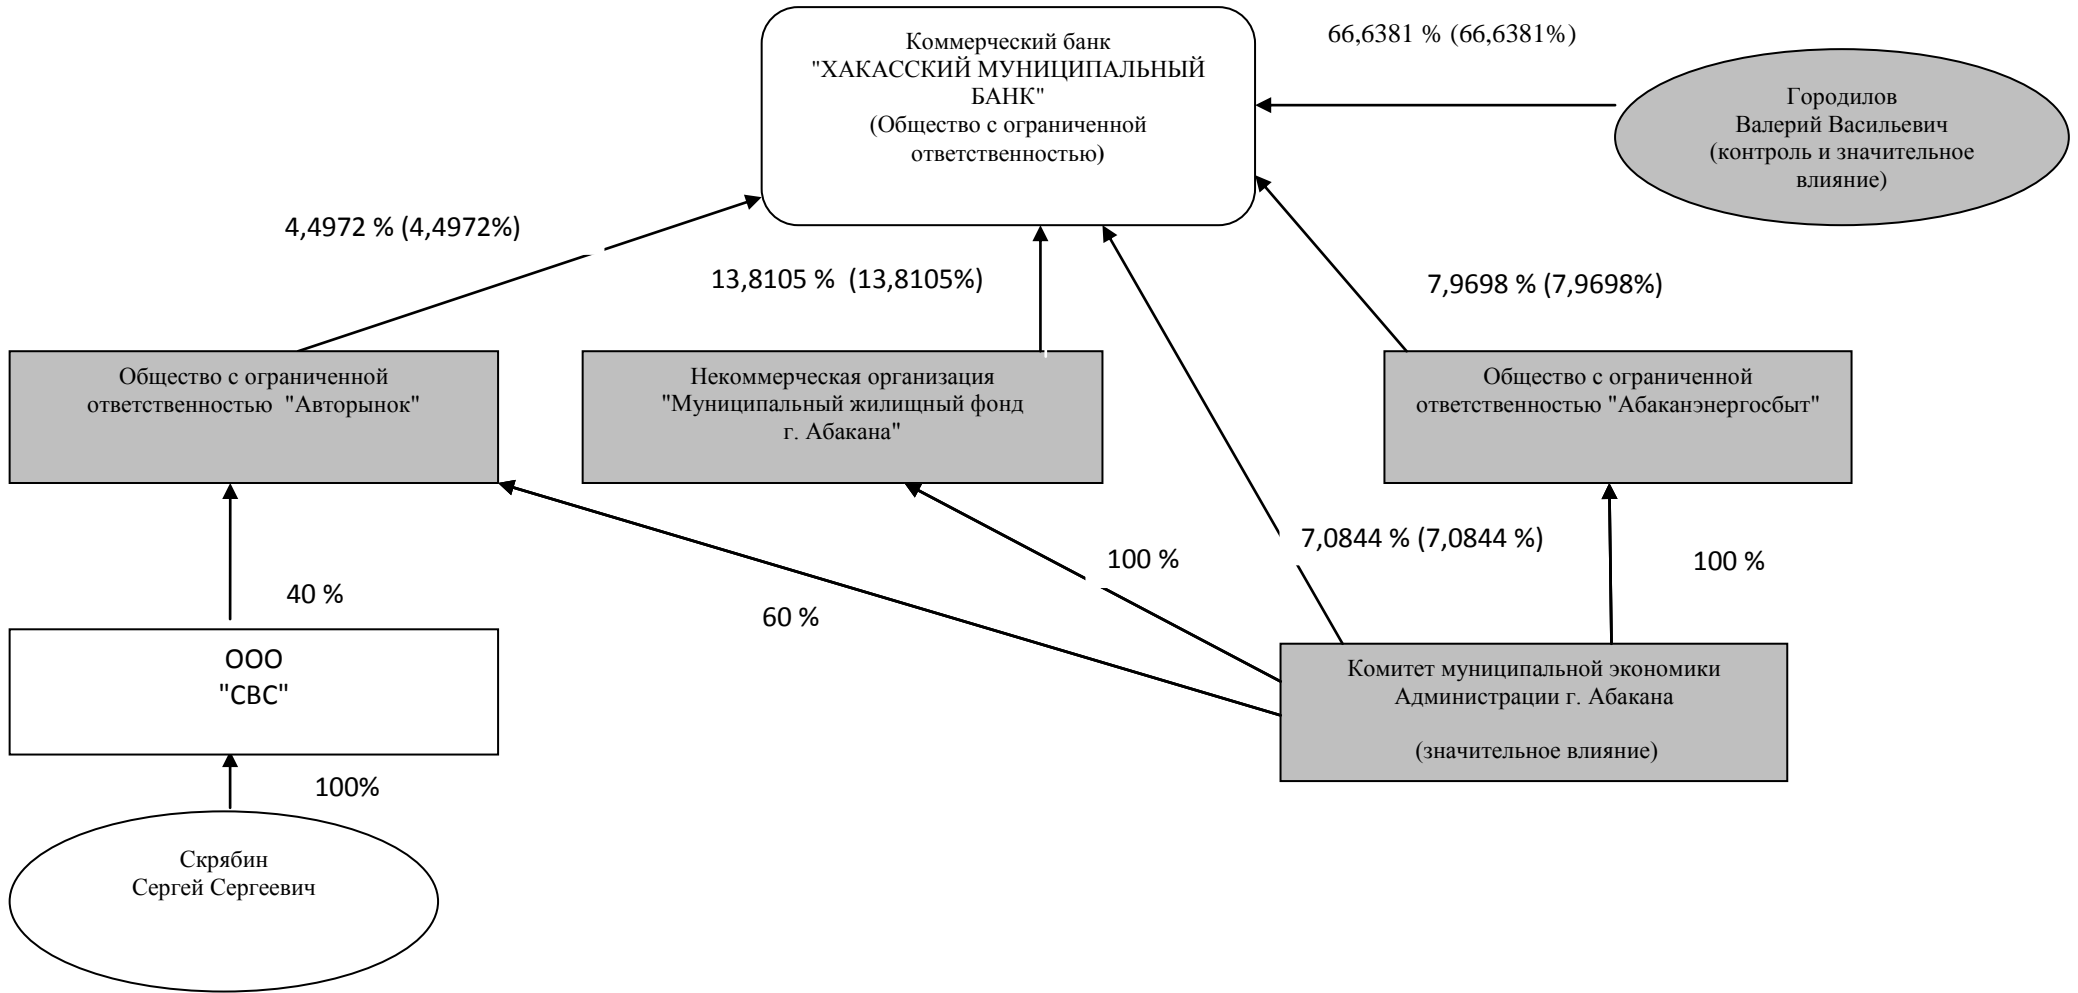 Коммерческий банк
"ХАКАССКИЙ МУНИЦИПАЛЬНЫЙ
БАНК"
(Общество с ограниченной
ответственностью)
66,6381 % (66,6381%)
Городилов
Валерий Васильевич
(контроль и значительное
влияние)
4,4972 % (4,4972%)
13,8105 % (13,8105%)
7,9698 % (7,9698%)
Общество с ограниченной
ответственностью "Авторынок"
Некоммерческая организация
"Муниципальный жилищный фонд
г. Абакана"
Общество с ограниченной
ответственностью "Абаканэнергосбыт"
40 %
60 %
100 %
7,0844 % (7,0844 %)
100 %
ООО
"СВС"
Комитет муниципальной экономики
Администрации г. Абакана
(значительное влияние)
100%
Скрябин
Сергей Сергеевич